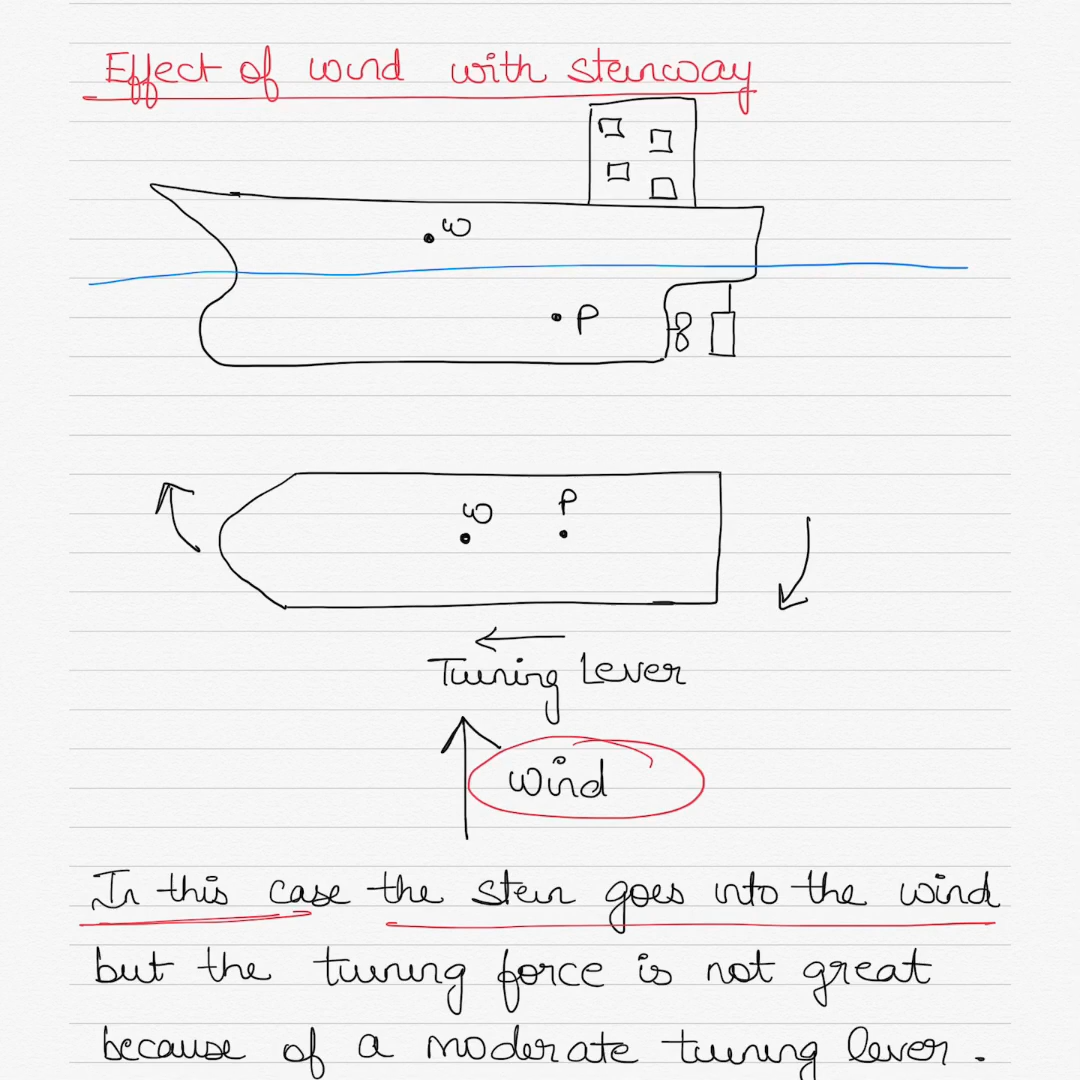 Effect of wind with sternway
W
P
W
P
Turning Lever
wind
In this case the stern goes into the wind
but the turning force is not great
because of a moderate turning lever.